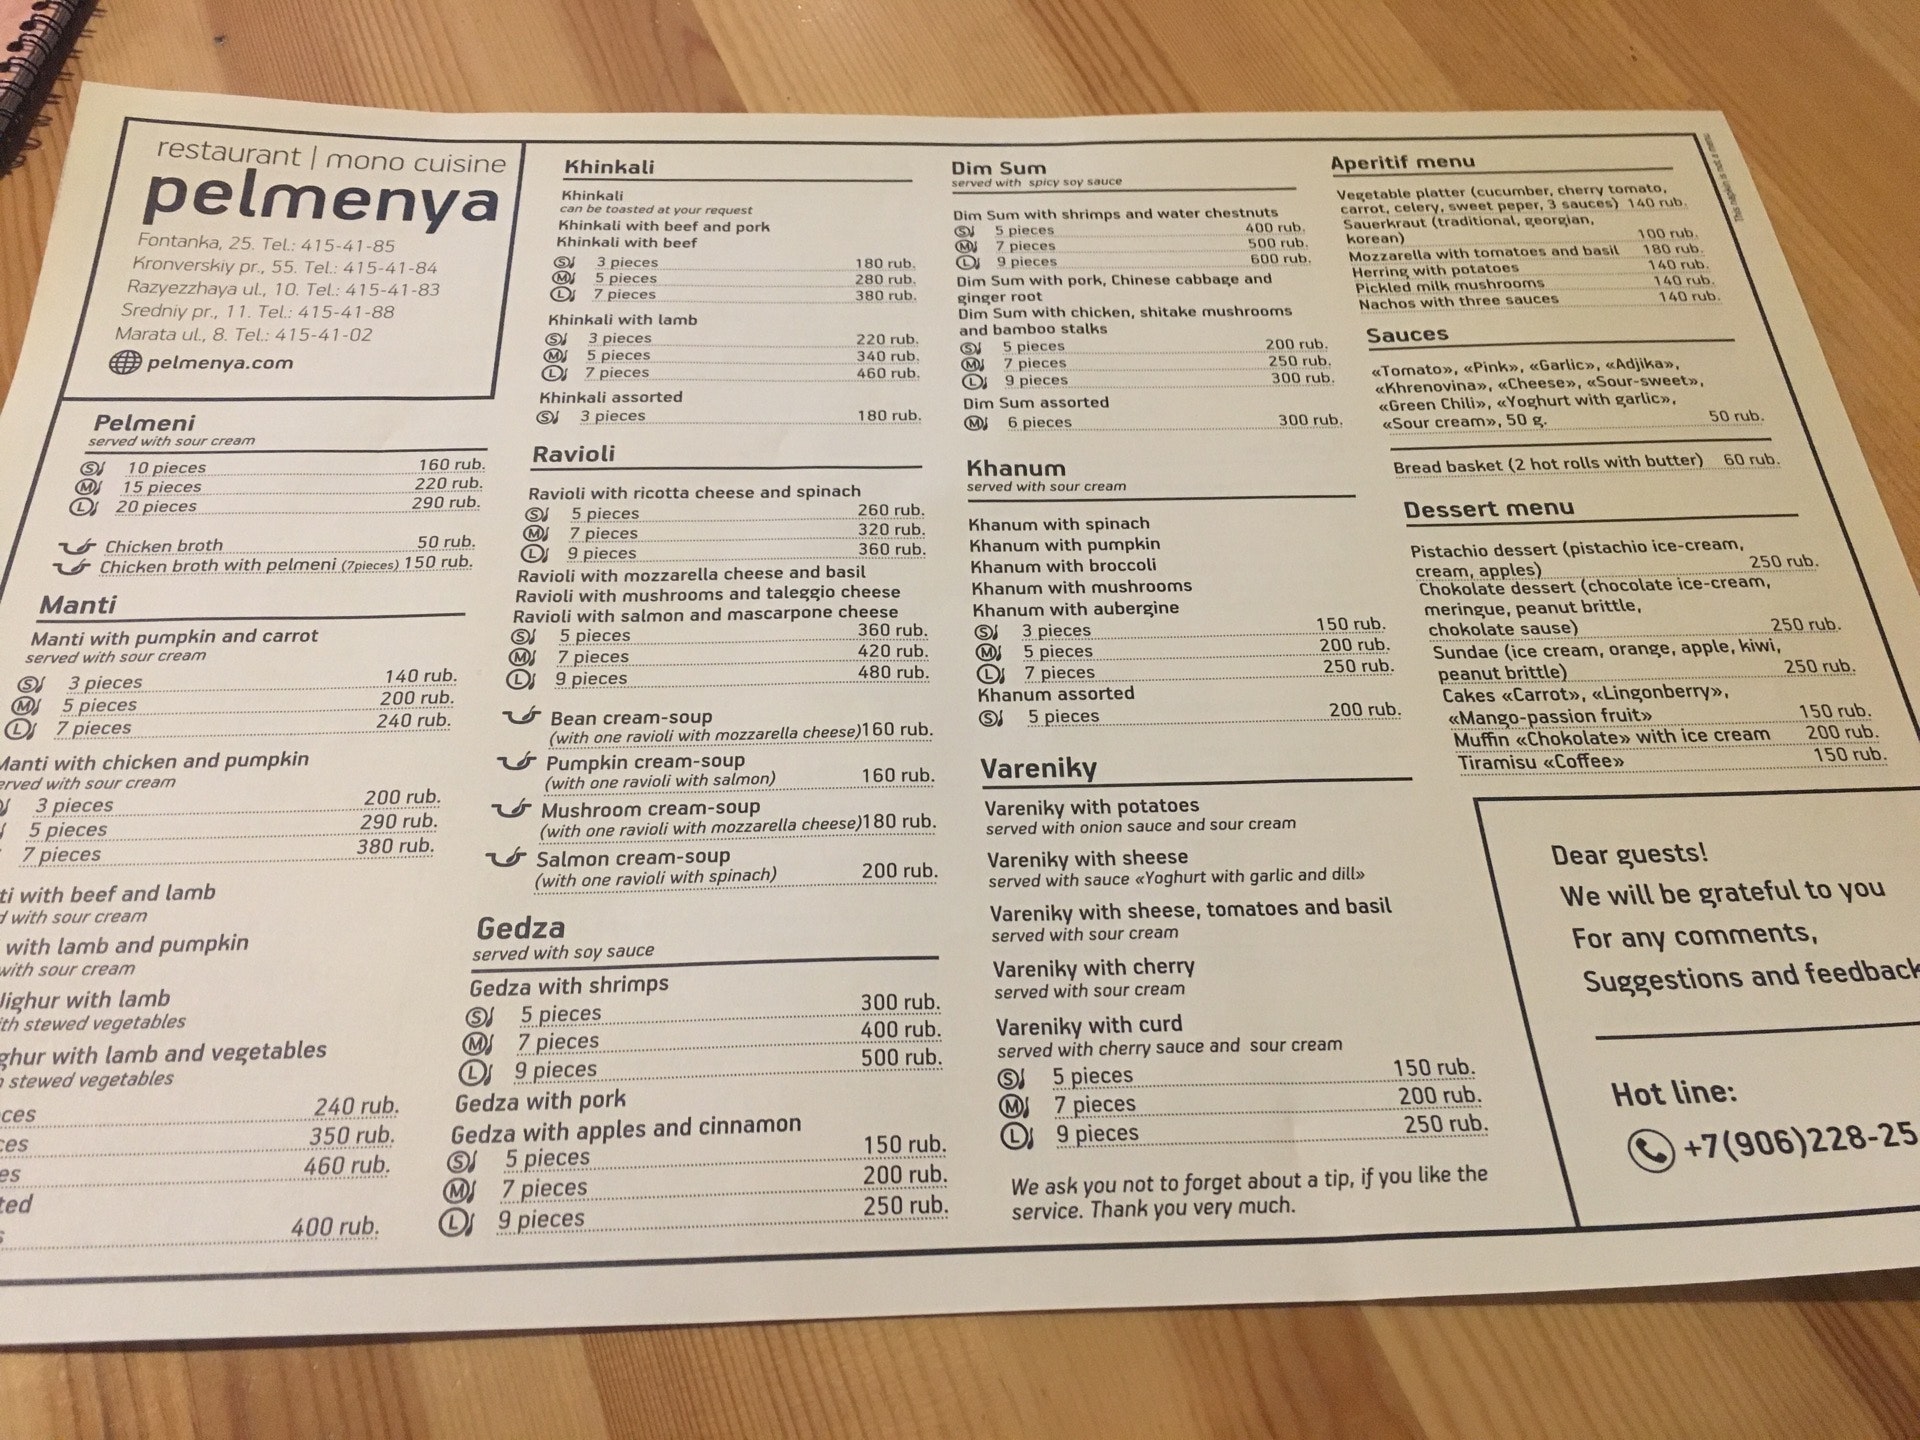 restaurant | mono cuisine
pelmenya
Fontanka, 25. Tel.: 415-41-85
Kronverskiy pr., 55. Tel.: 415-41-84
Razyezzhaya ul., 10. Tel.: 415-41-83
Sredniy pr., 11. Tel.: 415-41-88
Marata ul., 8. Tel.: 415-41-02
pelmenya.com
Pelmeni
served with sour cream
S 10 pieces 160 rub.
M 15 pieces 220 rub.
L 20 pieces 290 rub.
Chicken broth 50 rub.
Chicken broth with pelmeni (7pieces) 150 rub.
Manti
Manti with pumpkin and carrot
served with sour cream
S 3 pieces 140 rub.
M 5 pieces 200 rub.
L 7 pieces 240 rub.
Manti with chicken and pumpkin
erved with sour cream
3 pieces 200 rub.
5 pieces 290 rub.
7 pieces 380 rub.
ti with beef and lamb
d with sour cream
with lamb and pumpkin
with sour cream
ighur with lamb
th stewed vegetables
ghur with lamb and vegetables
stewed vegetables
ces 240 rub.
ces 350 rub.
es 460 rub.
ted
s 400 rub.
Khinkali
Khinkali
can be toasted at your request
Khinkali with beef and pork
Khinkali with beef
S 3 pieces 180 rub.
M 5 pieces 280 rub.
L 7 pieces 380 rub.
Khinkali with lamb
S 3 pieces 220 rub.
M 5 pieces 340 rub.
L 7 pieces 460 rub.
Khinkali assorted
S 3 pieces 180 rub.
Ravioli
Ravioli with ricotta cheese and spinach
S 5 pieces 260 rub.
M 7 pieces 320 rub.
L 9 pieces 360 rub.
Ravioli with mozzarella cheese and basil
Ravioli with mushrooms and taleggio cheese
Ravioli with salmon and mascarpone cheese
S 5 pieces 360 rub.
M 7 pieces 420 rub.
L 9 pieces 480 rub.
Bean cream-soup
(with one ravioli with mozzarella cheese)160 rub.
Pumpkin cream-soup
(with one ravioli with salmon) 160 rub.
Mushroom cream-soup
(with one ravioli with mozzarella cheese)180 rub.
Salmon cream-soup
(with one ravioli with spinach) 200 rub.
Gedza
served with soy sauce
Gedza with shrimps
S 5 pieces 300 rub.
M 7 pieces 400 rub.
L 9 pieces 500 rub.
Gedza with pork
Gedza with apples and cinnamon
S 5 pieces 150 rub.
M 7 pieces 200 rub.
L 9 pieces 250 rub.
Dim Sum
served with spicy soy sauce
Dim Sum with shrimps and water chestnuts
S 5 pieces 400 rub.
M 7 pieces 500 rub.
L 9 pieces 600 rub.
Dim Sum with pork, Chinese cabbage and
ginger root
Dim Sum with chicken, shitake mushrooms
and bamboo stalks
S 5 pieces 200 rub.
M 7 pieces 250 rub.
L 9 pieces 300 rub.
Dim Sum assorted
M 6 pieces 300 rub.
Khanum
served with sour cream
Khanum with spinach
Khanum with pumpkin
Khanum with broccoli
Khanum with mushrooms
Khanum with aubergine
S 3 pieces 150 rub.
M 5 pieces 200 rub.
L 7 pieces 250 rub.
Khanum assorted
S 5 pieces 200 rub.
Vareniky
Vareniky with potatoes
served with onion sauce and sour cream
Vareniky with sheese
served with sauce «Yoghurt with garlic and dill»
Vareniky with sheese, tomatoes and basil
served with sour cream
Vareniky with cherry
served with sour cream
Vareniky with curd
served with cherry sauce and sour cream
S 5 pieces 150 rub.
M 7 pieces 200 rub.
L 9 pieces 250 rub.
We ask you not to forget about a tip, if you like the
service. Thank you very much.
Aperitif menu
Vegetable platter (cucumber, cherry tomato,
carrot, celery, sweet peper, 3 sauces) 140 rub.
Sauerkraut (traditional, georgian,
korean) 100 rub.
Mozzarella with tomatoes and basil 180 rub.
Herring with potatoes 140 rub.
Pickled milk mushrooms 140 rub.
Nachos with three sauces 140 rub.
Sauces
«Tomato», «Pink», «Garlic», «Adjika»,
«Khrenovina», «Cheese», «Sour-sweet»,
«Green Chili», «Yoghurt with garlic»,
«Sour cream», 50 g. 50 rub.
Bread basket (2 hot rolls with butter) 60 rub.
Dessert menu
Pistachio dessert (pistachio ice-cream,
cream, apples) 250 rub.
Chokolate dessert (chocolate ice-cream,
meringue, peanut brittle,
chokolate sause) 250 rub.
Sundae (ice cream, orange, apple, kiwi,
peanut brittle) 250 rub.
Cakes «Carrot», «Lingonberry»,
«Mango-passion fruit» 150 rub.
Muffin «Chokolate» with ice cream 200 rub.
Tiramisu «Coffee» 150 rub.
Dear guests!
We will be grateful to you
For any comments,
Suggestions and feedback
Hot line:
+7(906)228-25